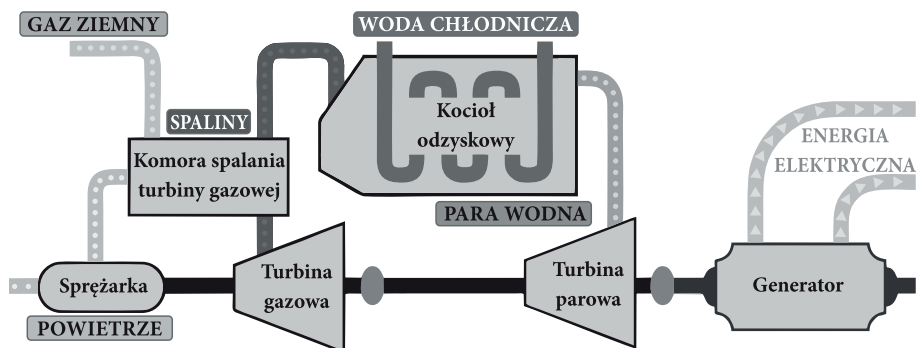 GAZ ZIEMNY
WODA CHŁODNICZA
SPALINY
Kocioł
odzyskowy
Komora spalania
turbiny gazowej
ENERGIA
ELEKTRYCZNA
PARA WODNA
Sprężarka
Turbina
gazowa
Turbina
parowa
Generator
POWIETRZE